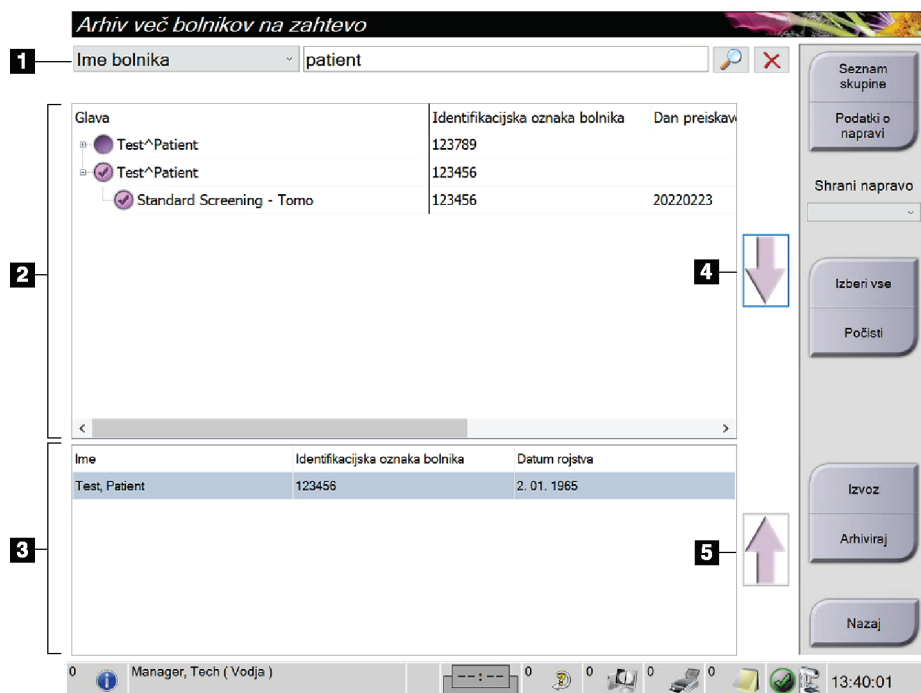 Arhiv več bolnikov na zahtevo
1 Ime bolnika patient
Seznam skupine
Podatki o napravi
Shrani napravo
2
Glava Identifikacijska oznaka bolnika Dan preiskav
Test^Patient 123789
Test^Patient 123456
Standard Screening - Tomo 123456 20220223
4
Izberi vse
Počisti
3
Ime Identifikacijska oznaka bolnika Datum rojstva
Test, Patient 123456 2. 01. 1965
5
Izvoz
Arhiviraj
Nazaj
0 Manager, Tech ( Vodja ) --:-- 0 0 0 0 13:40:01